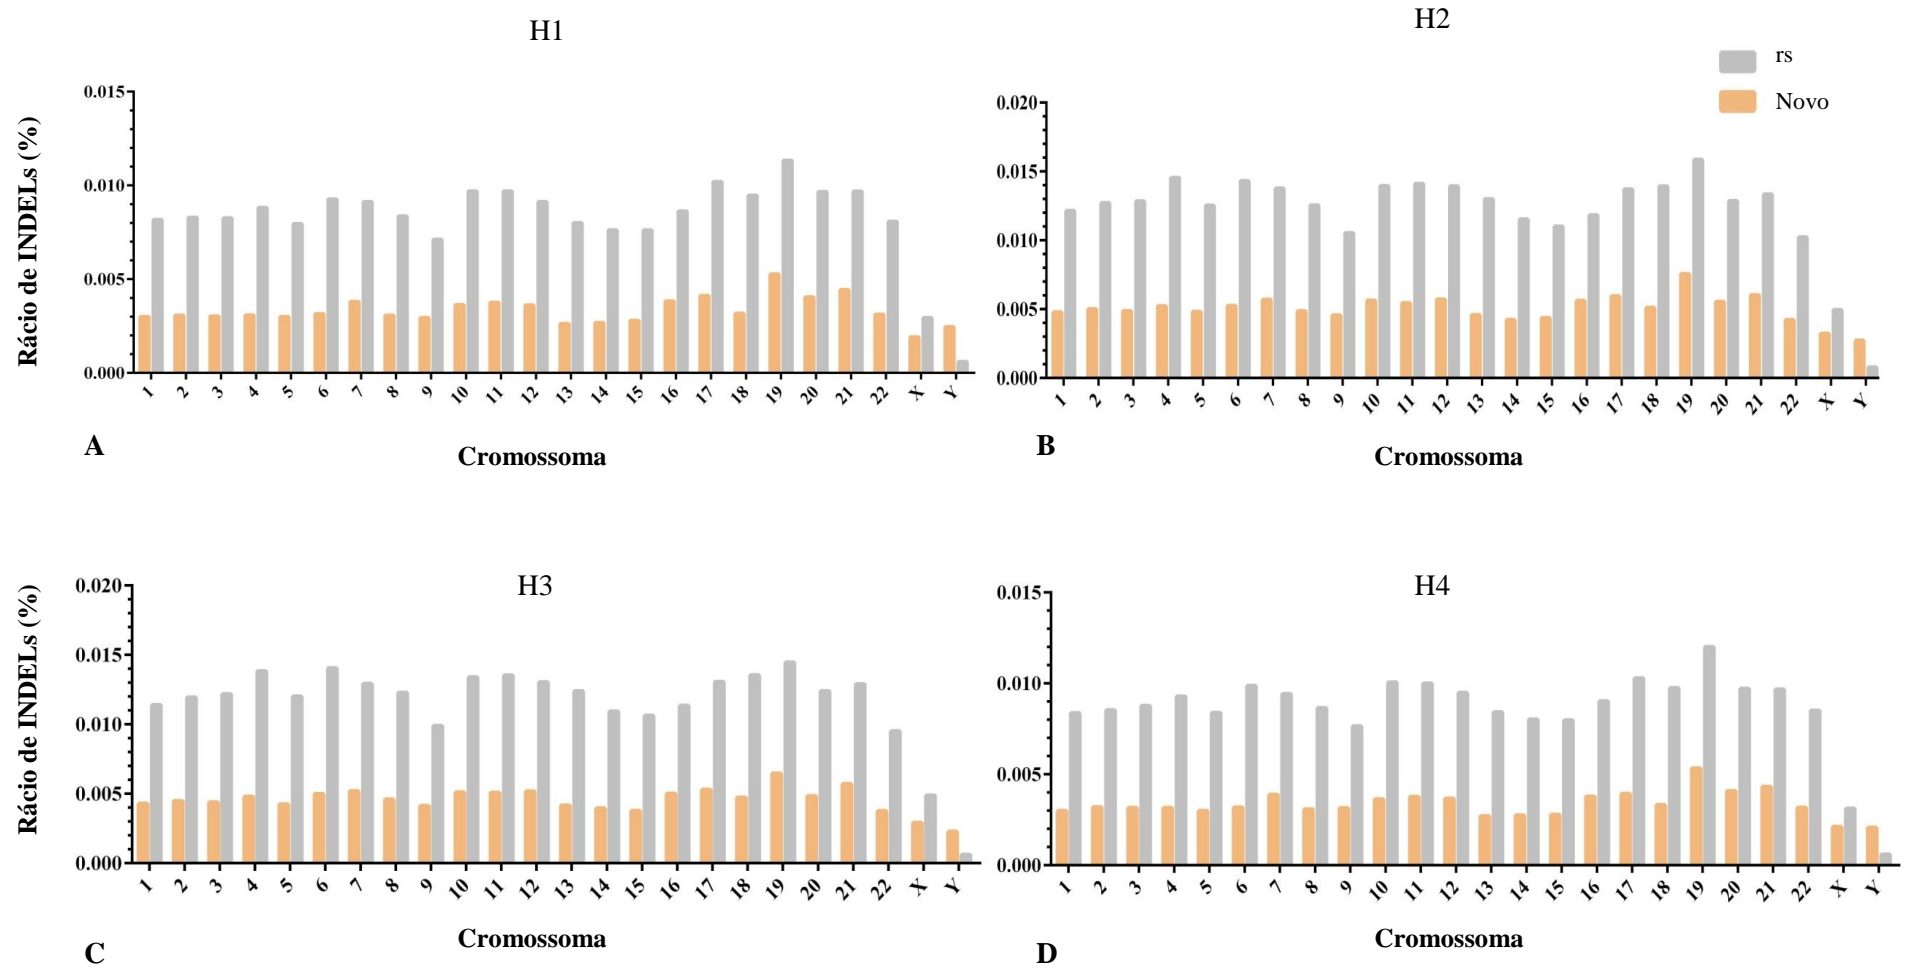 H1
Rácio de INDELs (%)
0.015
0.010
0.005
0.000
1 2 3 4 5 6 7 8 9 10 11 12 13 14 15 16 17 18 19 20 21 22 X Y
Cromossoma
A
H2
rs
Novo
0.020
0.015
0.010
0.005
0.000
1 2 3 4 5 6 7 8 9 10 11 12 13 14 15 16 17 18 19 20 21 22 X Y
Cromossoma
B
H3
Rácio de INDELs (%)
0.020
0.015
0.010
0.005
0.000
1 2 3 4 5 6 7 8 9 10 11 12 13 14 15 16 17 18 19 20 21 22 X Y
Cromossoma
C
H4
0.015
0.010
0.005
0.000
1 2 3 4 5 6 7 8 9 10 11 12 13 14 15 16 17 18 19 20 21 22 X Y
Cromossoma
D